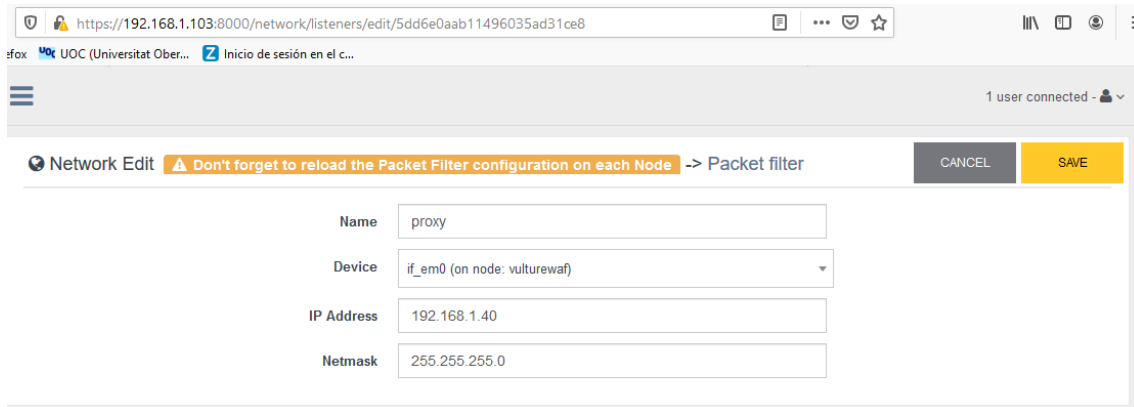 https://192.168.1.103:8000/network/listeners/edit/5dd6e0aab11496035ad31ce8
efox UOC UOC (Universitat Ober... Z Inicio de sesión en el c...
1 user connected -
Network Edit Don't forget to reload the Packet Filter configuration on each Node -> Packet filter CANCEL SAVE
Name proxy
Device if_em0 (on node: vulturewaf)
IP Address 192.168.1.40
Netmask 255.255.255.0